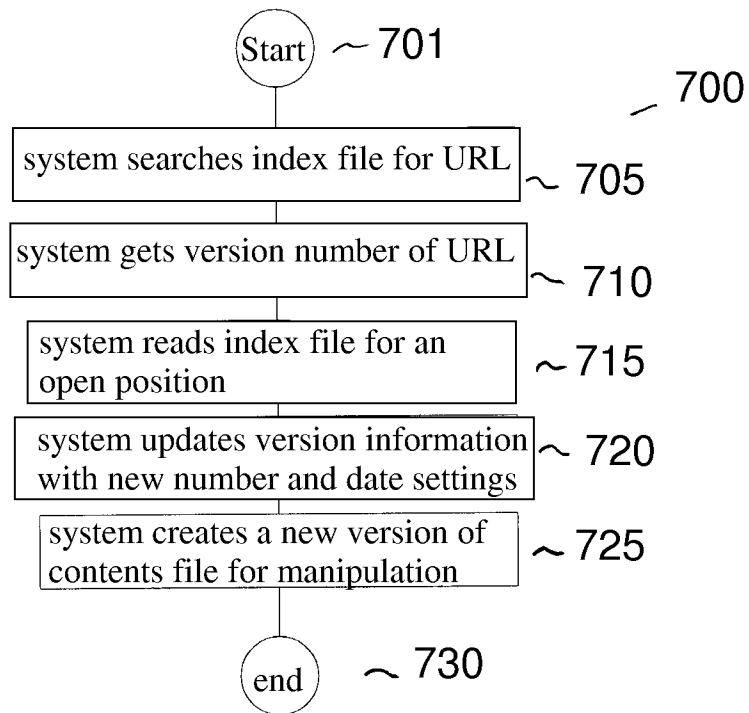 Start
701
700
system searches index file for URL
705
system gets version number of URL
710
system reads index file for an
open position
715
system updates version information
with new number and date settings
720
system creates a new version of
contents file for manipulation
725
end
730